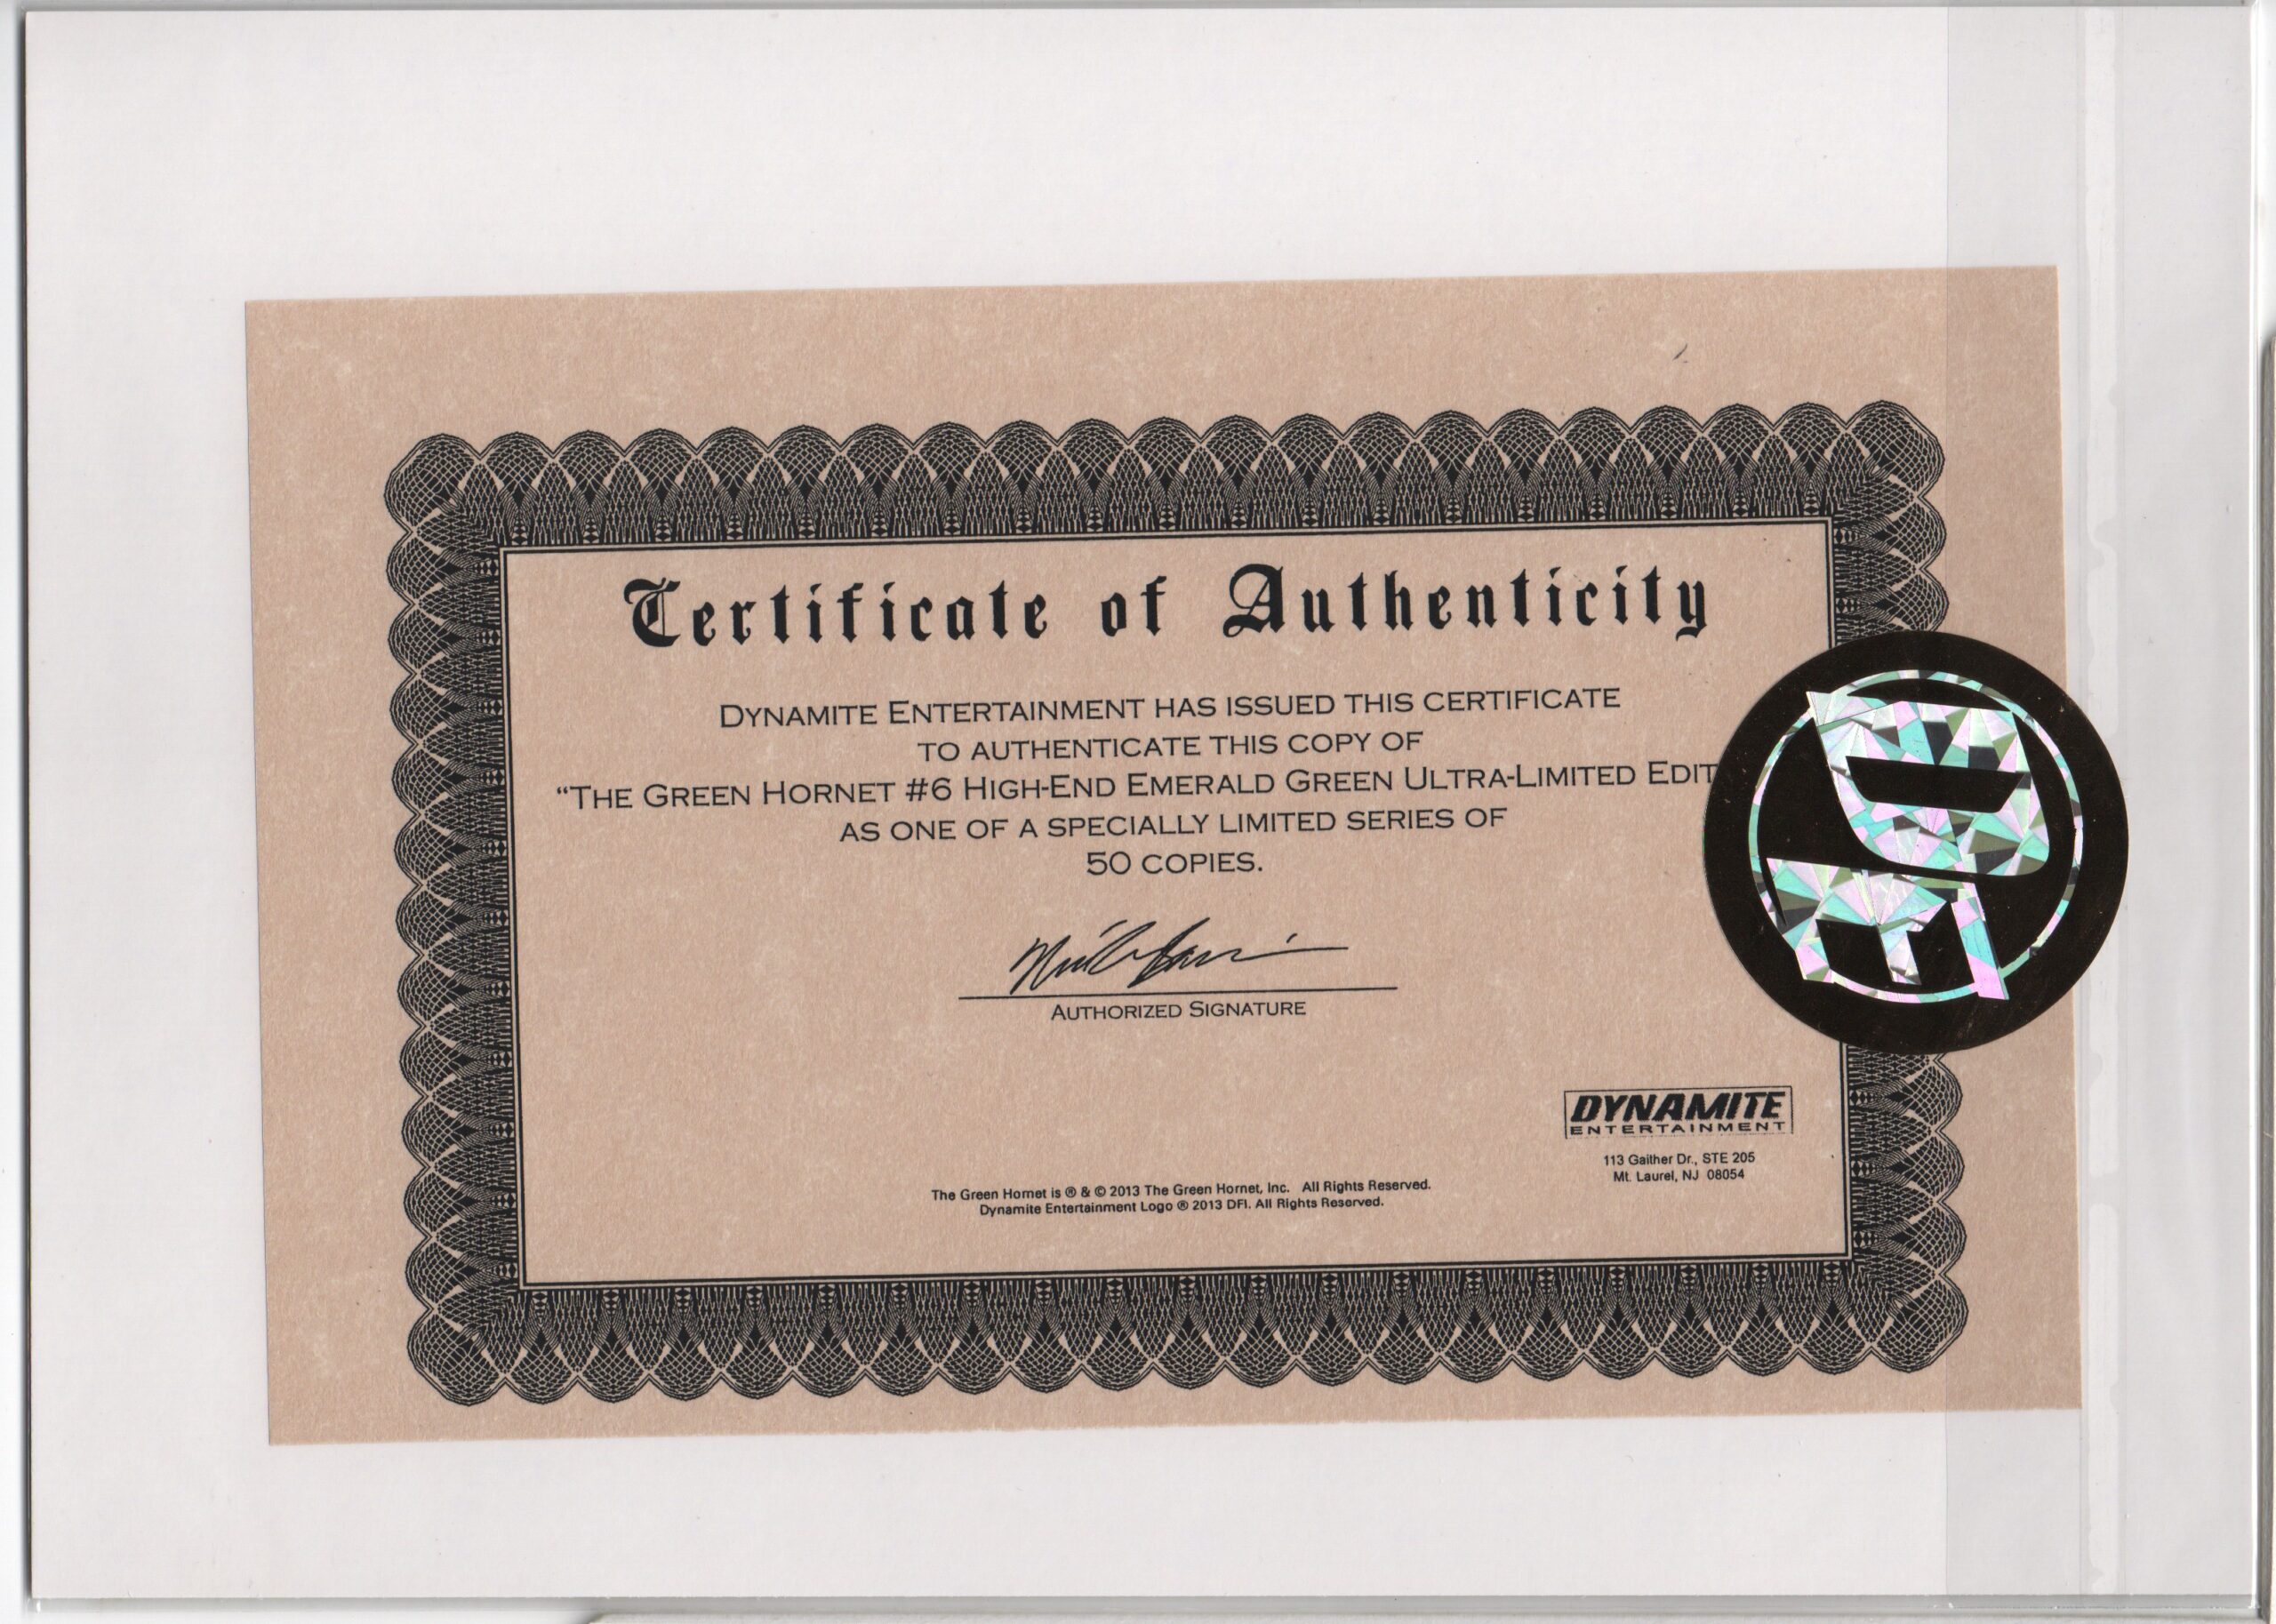 Certificate of Authenticity
DYNAMITE ENTERTAINMENT HAS ISSUED THIS CERTIFICATE
TO AUTHENTICATE THIS COPY OF
“THE GREEN HORNET #6 HIGH-END EMERALD GREEN ULTRA-LIMITED EDIT
AS ONE OF A SPECIALLY LIMITED SERIES OF
50 COPIES.
AUTHORIZED SIGNATURE
DYNAMITE
ENTERTAINMENT
113 Gaither Dr., STE 205
Mt. Laurel, NJ 08054
The Green Hornet is ® & © 2013 The Green Hornet, Inc. All Rights Reserved.
Dynamite Entertainment Logo ® 2013 DFI. All Rights Reserved.
DE